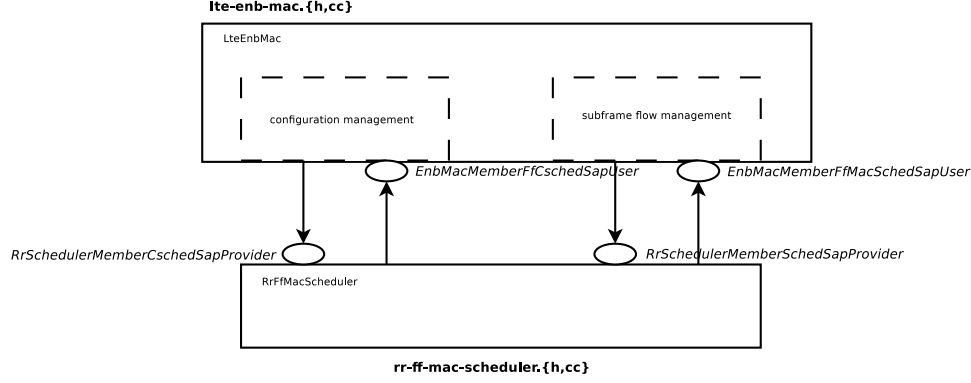 lte-enb-mac.{h,cc}
LteEnbMac
configuration management
subframe flow management
EnbMacMemberFfCschedSapUser
EnbMacMemberFfMacSchedSapUser
RrSchedulerMemberCschedSapProvider
RrSchedulerMemberSchedSapProvider
RrFfMacScheduler
rr-ff-mac-scheduler.{h,cc}